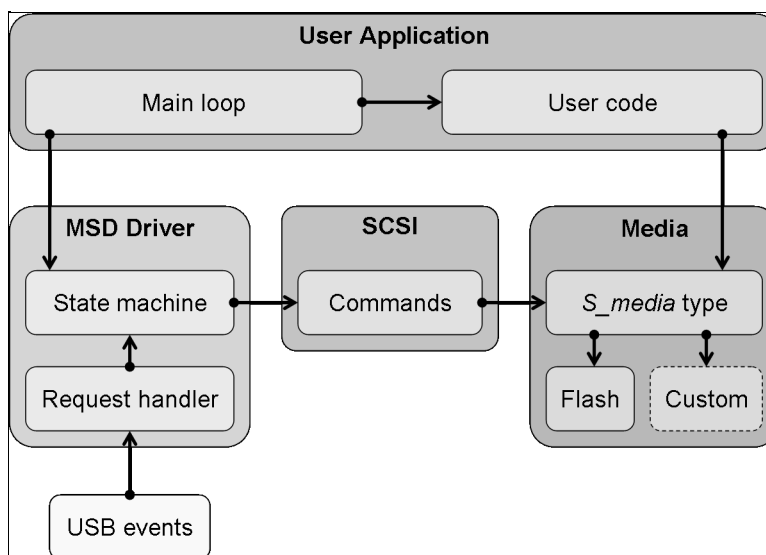 User Application
Main loop
User code
MSD Driver
SCSI
Media
State machine
Commands
S_media type
Request handler
Flash
Custom
USB events